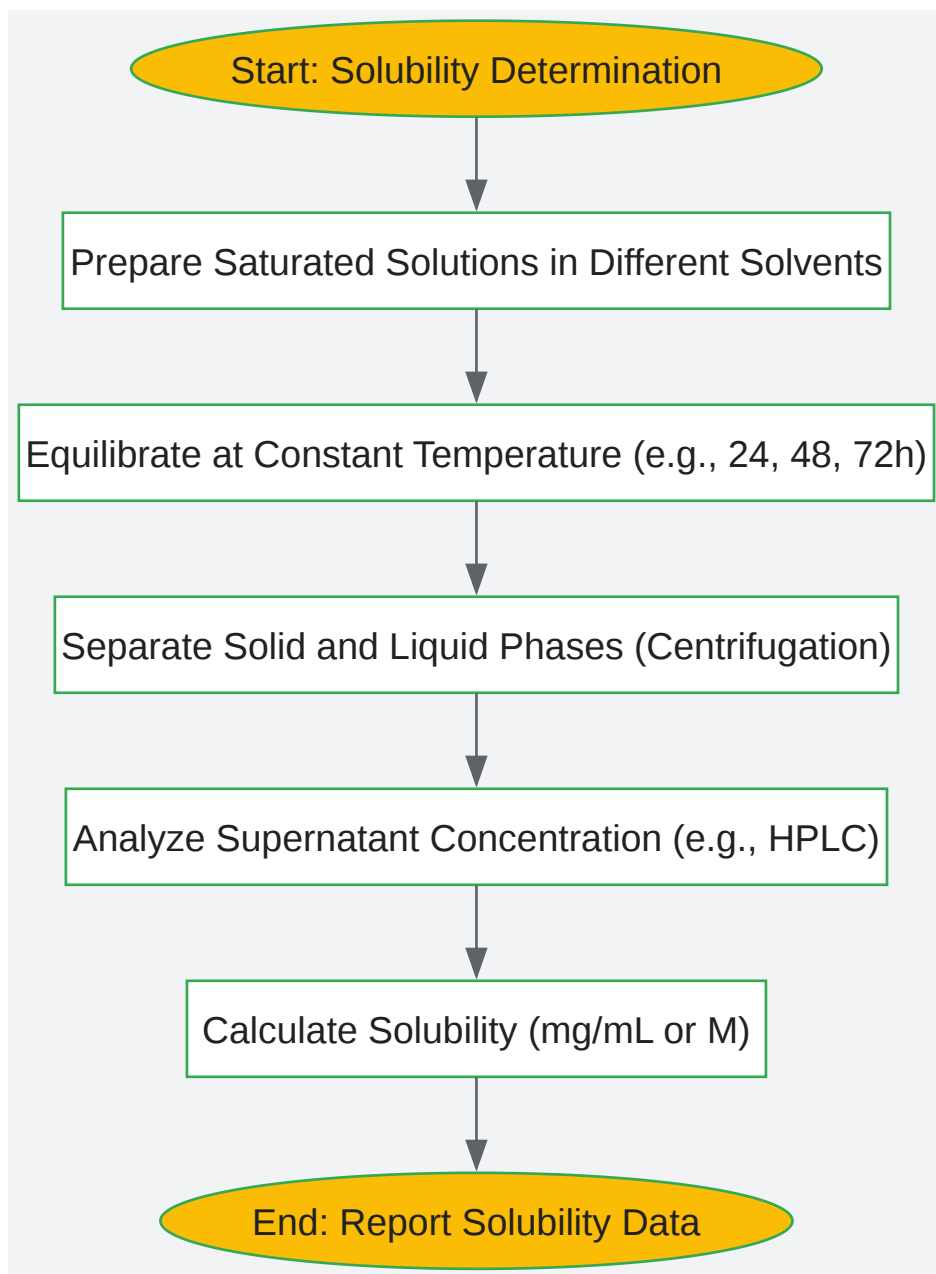 Start: Solubility Determination
Prepare Saturated Solutions in Different Solvents
Equilibrate at Constant Temperature (e.g., 24, 48, 72h)
Separate Solid and Liquid Phases (Centrifugation)
Analyze Supernatant Concentration (e.g., HPLC)
Calculate Solubility (mg/mL or M)
End: Report Solubility Data